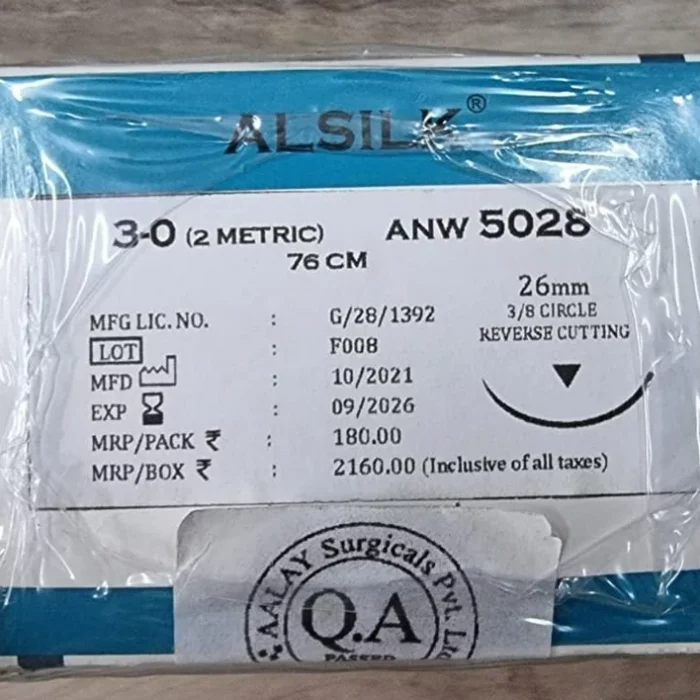 ALSILK®
3-0 (2 METRIC)
76 CM
ANW 5028
26mm
3/8 CIRCLE
REVERSE CUTTING
MFG LIC. NO. : G/28/1392
LOT : F008
MFD : 10/2021
EXP : 09/2026
MRP/PACK ₹ : 180.00
MRP/BOX ₹ : 2160.00 (Inclusive of all taxes)
AALAY Surgicals Pvt. Ltd
Q.A
PASSED